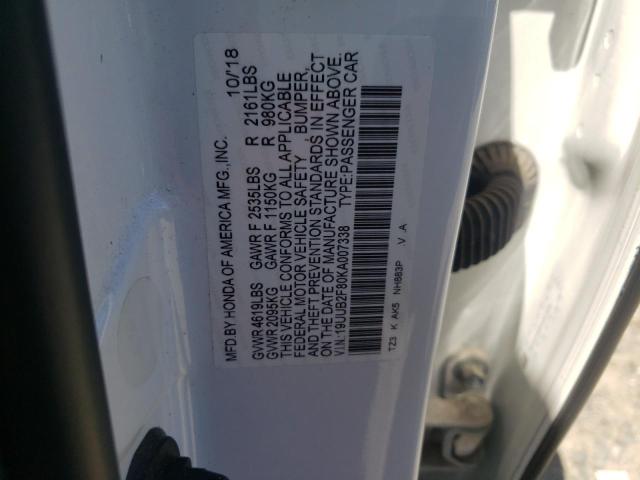 MFD.BY HONDA OF AMERICA MFG.,INC. 10/18
GVWR 4619LBS GAWR F 2535LBS R 2161LBS
GVWR 2095KG GAWR F 1150KG R 980KG
THIS VEHICLE CONFORMS TO ALL APPLICABLE
FEDERAL MOTOR VEHICLE SAFETY, BUMPER,
AND THEFT PREVENTION STANDARDS IN EFFECT
ON THE DATE OF MANUFACTURE SHOWN ABOVE.
V.I.N.:19UUB2F80KA007338 TYPE:PASSENGER CAR
TZ3 K AK5 NH883P V .A